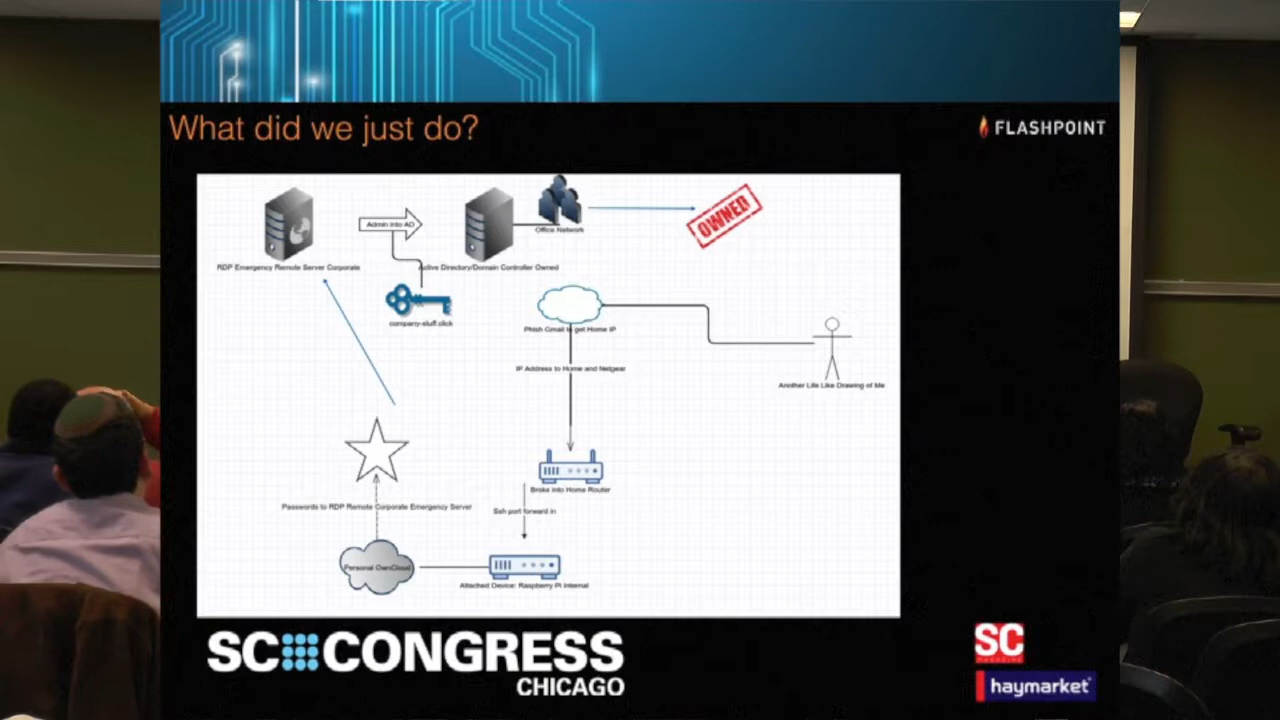 What did we just do?
FLASHPOINT
OWNED
Admin into AD
Office Network
RDP Emergency Remote Server Corporate
Active Directory/Domain Controller Owned
company-stuff.click
Phish Gmail to get Home IP
IP Address to Home and Netgear
Another Life Like Drawing of Me
Broke into Home Router
Passwords to RDP Remote Corporate Emergency Server
Ssh port forward in
Personal OwnCloud
Attached Device: Raspberry Pi Internal
SC CONGRESS
CHICAGO
SC
MAGAZINE
haymarket